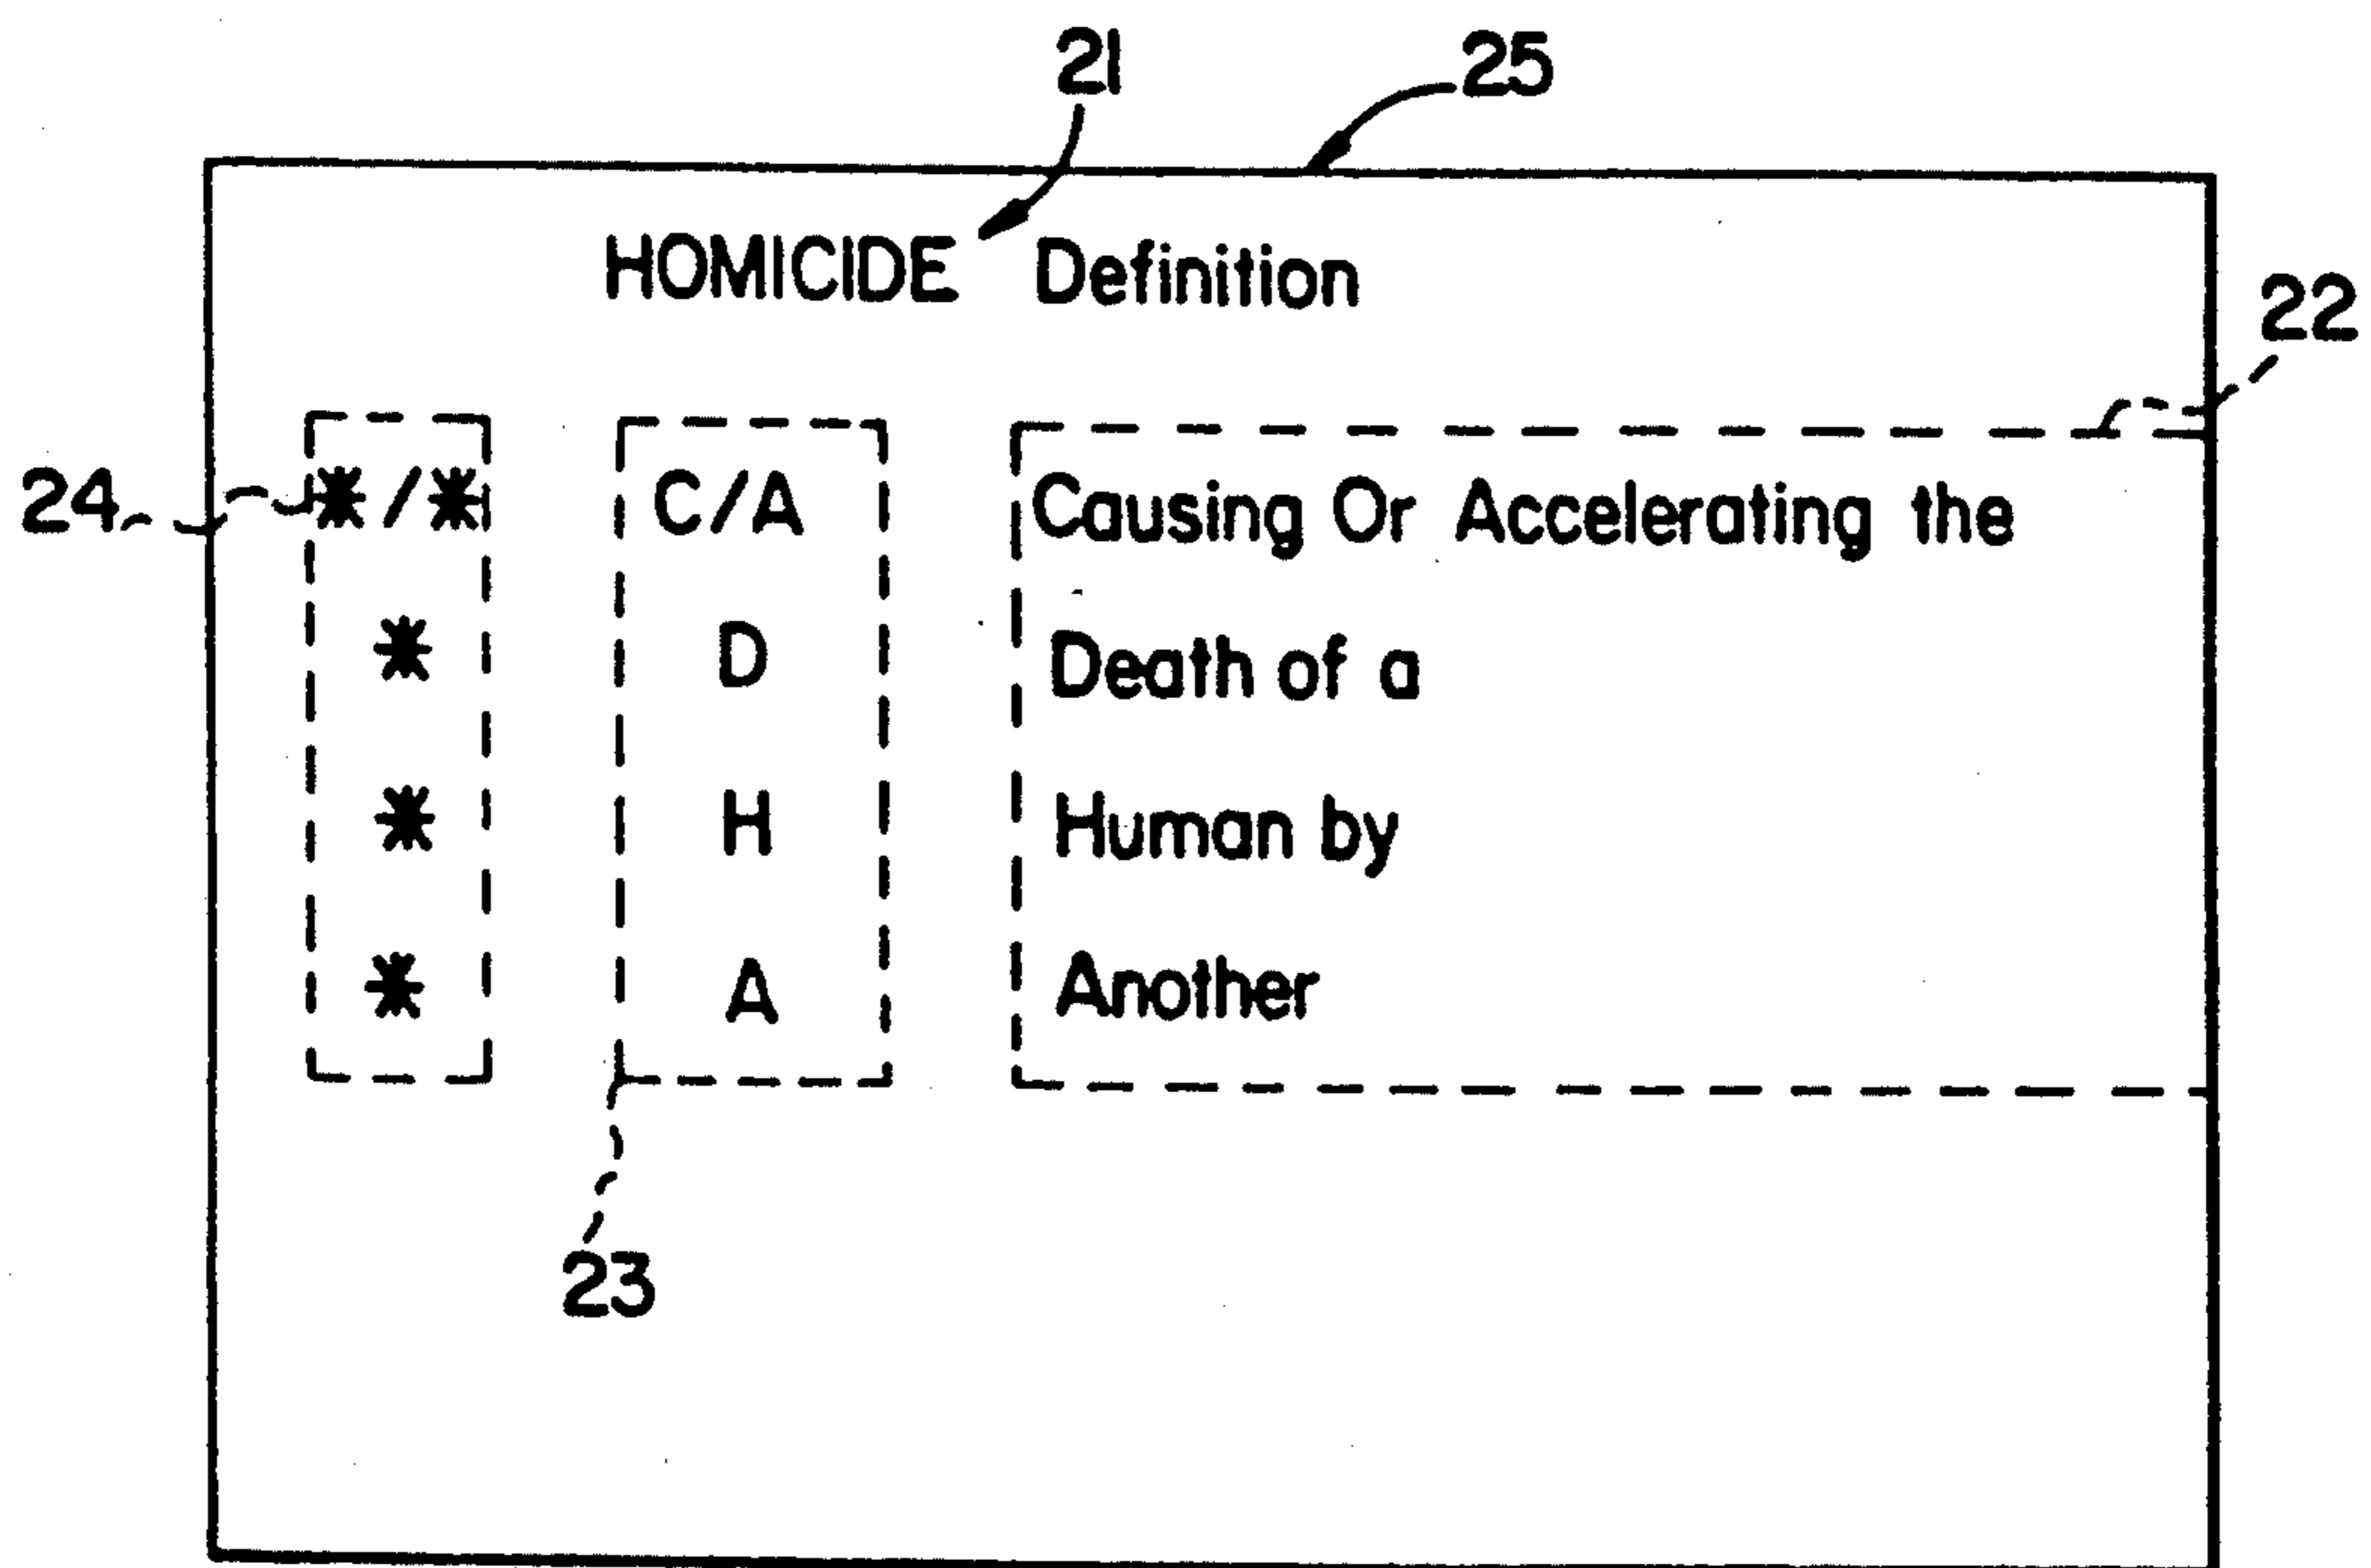 21 25
HOMICIDE Definition
22
24 */* C/A Causing Or Accelerating the
* D Death of a
* H Human by
* A Another
23